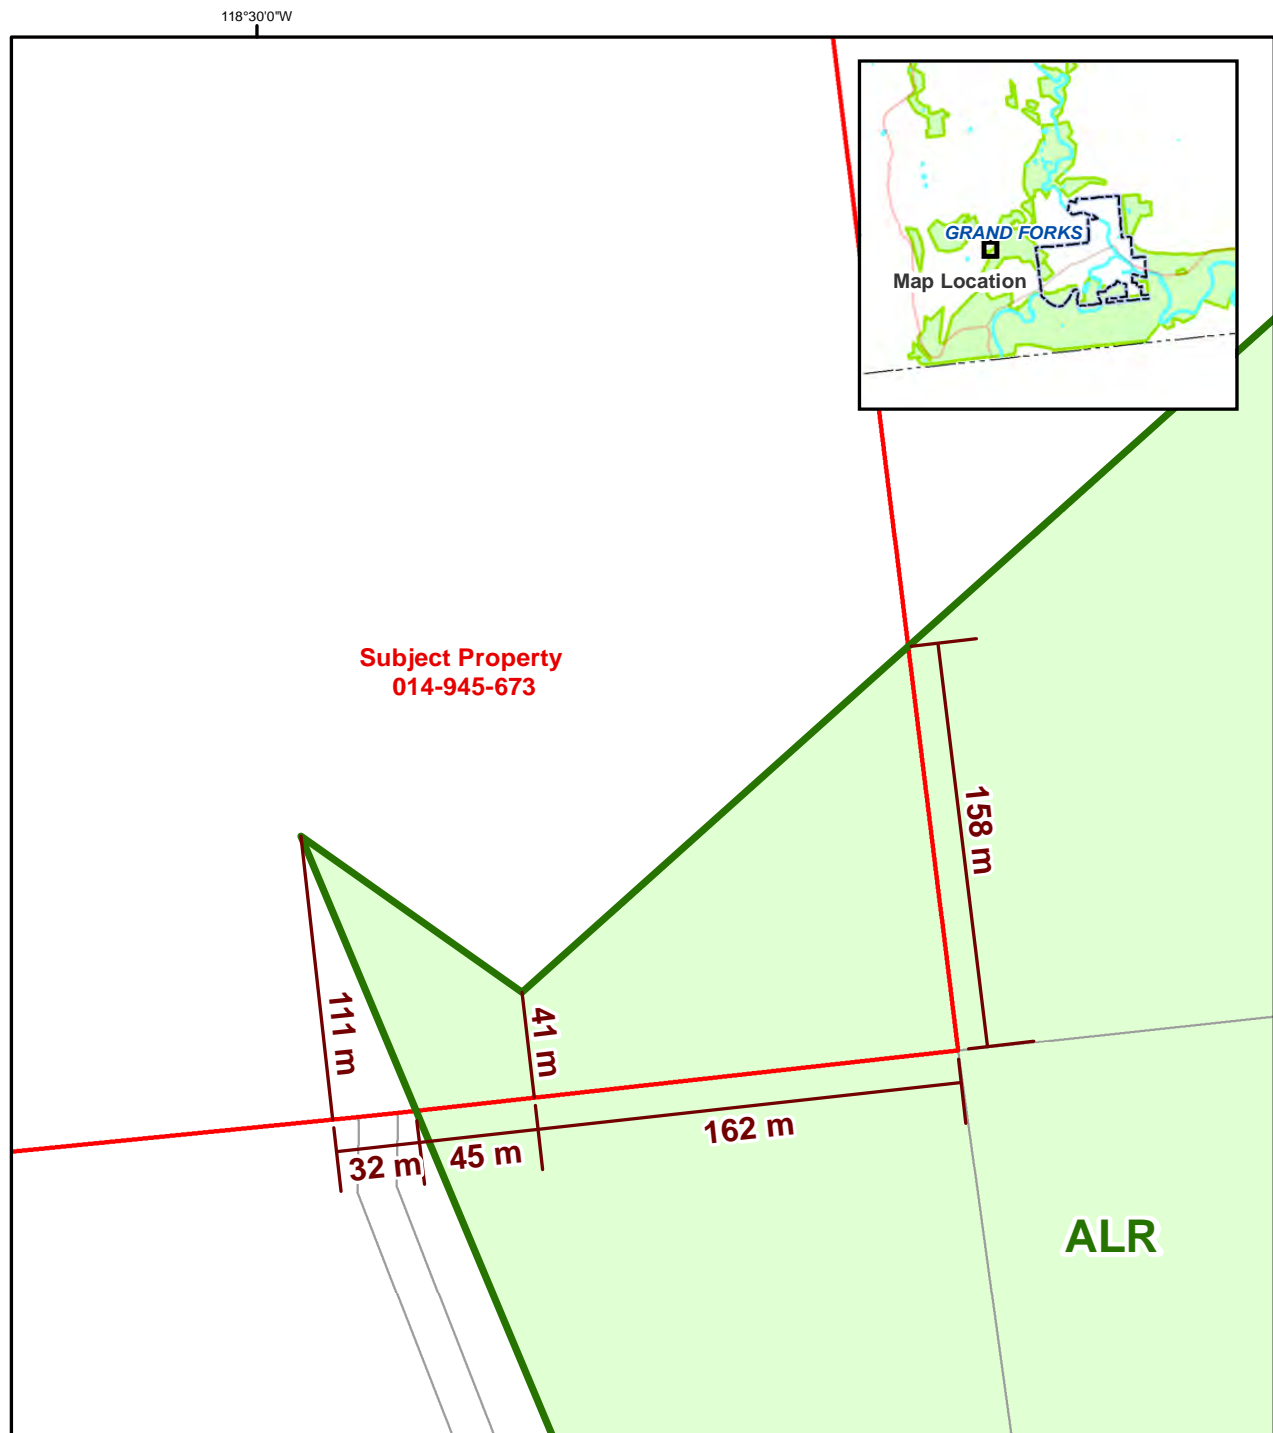 118°30'0"W
GRAND FORKS
Map Location
Subject Property
014-945-673
158 m
111 m
41 m
162 m
45 m
32 m
ALR